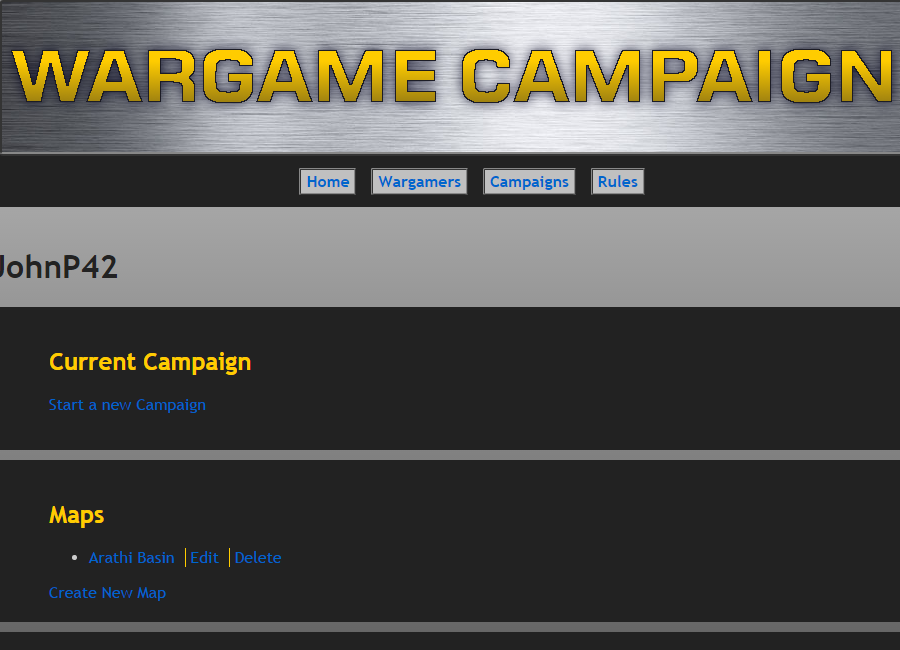 WARGAME CAMPAIGN
Home Wargamers Campaigns Rules
JohnP42
Current Campaign
Start a new Campaign
Maps
• Arathi Basin | Edit | Delete
Create New Map